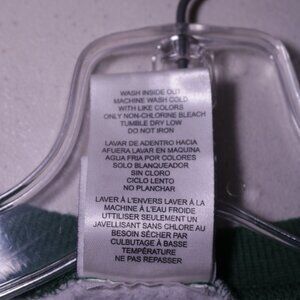 WASH INSIDE OUT
MACHINE WASH COLD
WITH LIKE COLORS
ONLY NON-CHLORINE BLEACH
TUMBLE DRY LOW
DO NOT IRON
LAVAR DE ADENTRO HACIA
AFUERA LAVAR EN MAQUINA
AGUA FRIA POR COLORES
SOLO BLANQUEADOR
SIN CLORO
CICLO LENTO
NO PLANCHAR
LAVER À L'ENVERS LAVER À LA
MACHINE À L'EAU FROIDE
UTILISER SEULEMENT UN
JAVELLISANT SANS CHLORE AU
BESOIN SÉCHER PAR
CULBUTAGE À BASSE
TEMPÉRATURE
NE PAS REPASSER